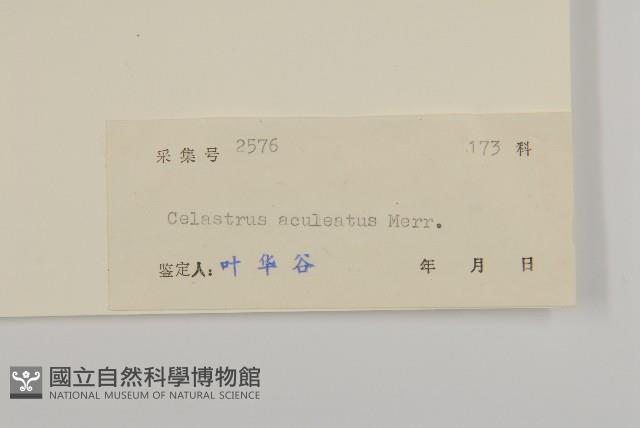 采集号 2576 173 科
Celastrus aculeatus Merr.
鉴定人: 叶华谷 年 月 日
國立自然科學博物館
NATIONAL MUSEUM OF NATURAL SCIENCE